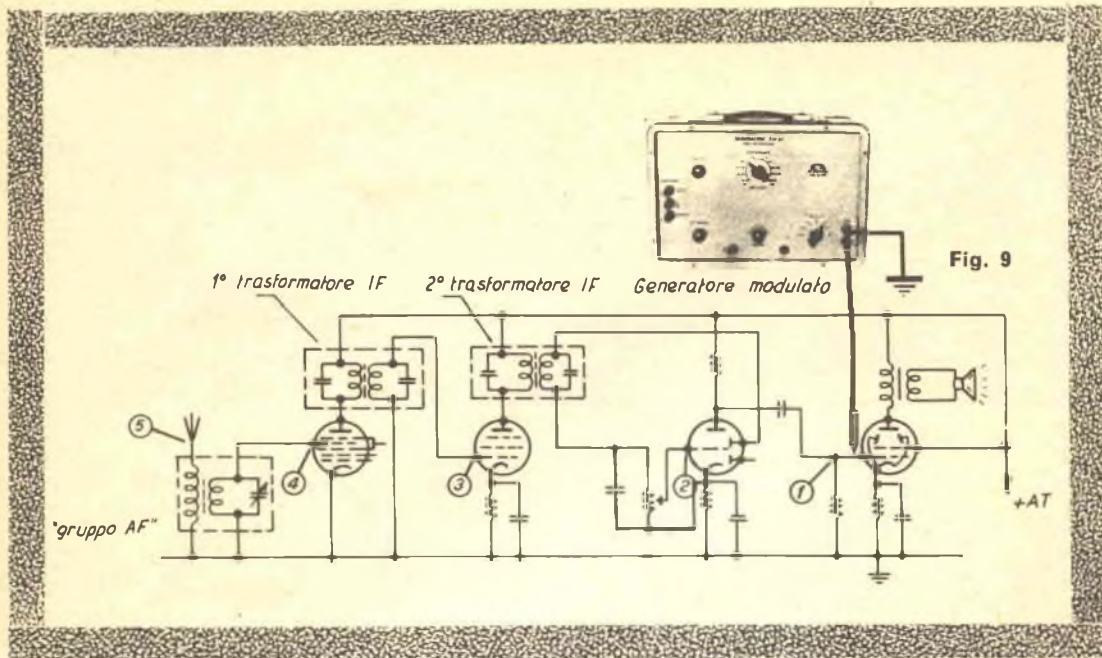 Fig. 9
1° trasformatore IF
2° trasformatore IF
Generatore modulato
5
4
3
2
1
"gruppo AF"
+AT